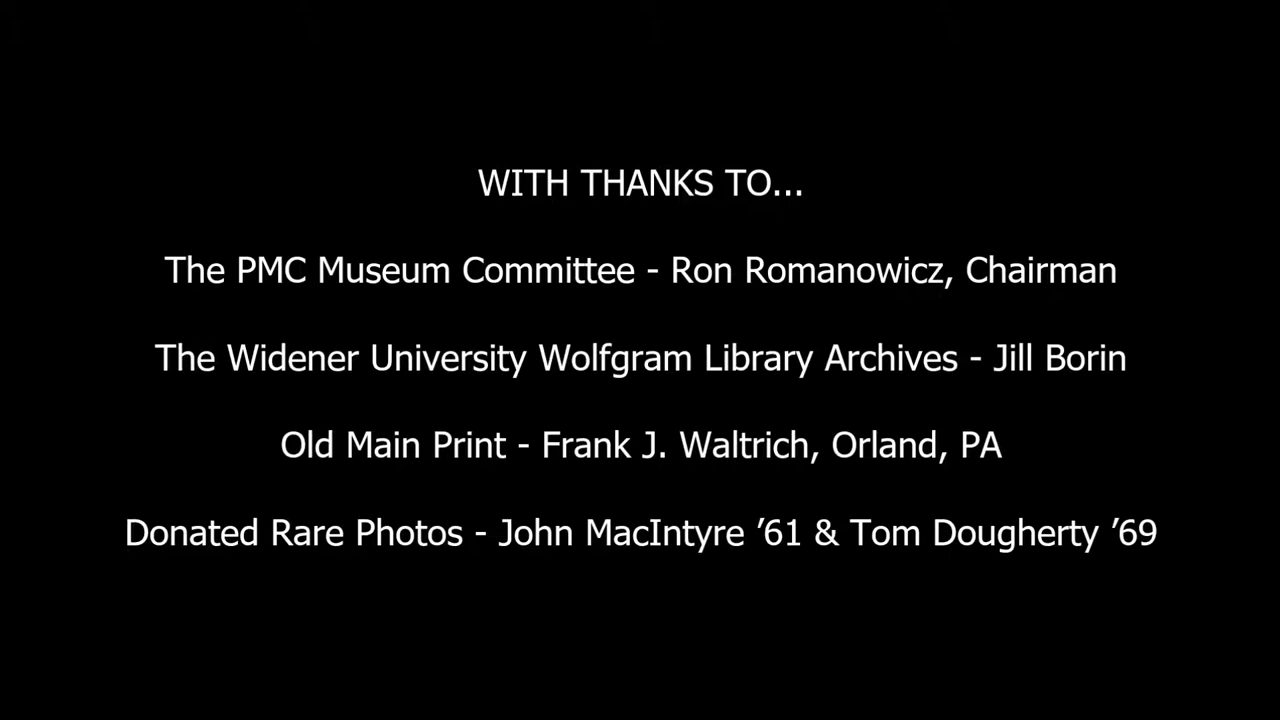 WITH THANKS TO...
The PMC Museum Committee - Ron Romanowicz, Chairman
The Widener University Wolfgram Library Archives - Jill Borin
Old Main Print - Frank J. Waltrich, Orland, PA
Donated Rare Photos - John MacIntyre ’61 & Tom Dougherty ’69